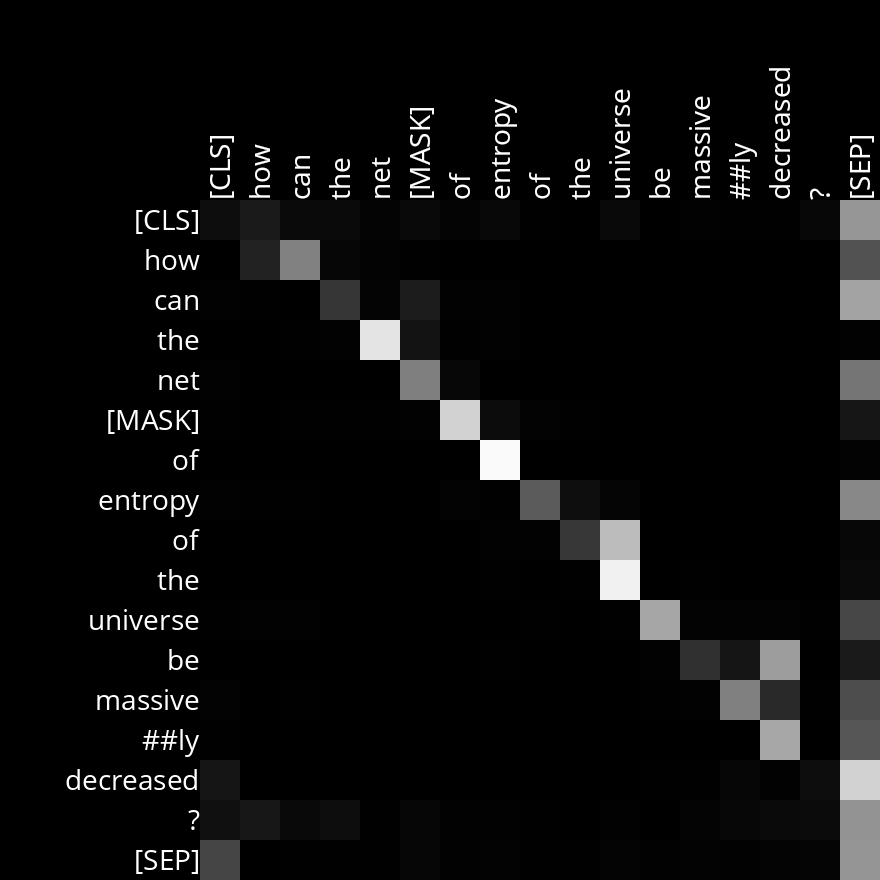 [CLS] how can the net [MASK] of entropy of the universe be massive ##ly decreased ? [SEP]
[CLS]
how
can
the
net
[MASK]
of
entropy
of
the
universe
be
massive
##ly
decreased
?
[SEP]